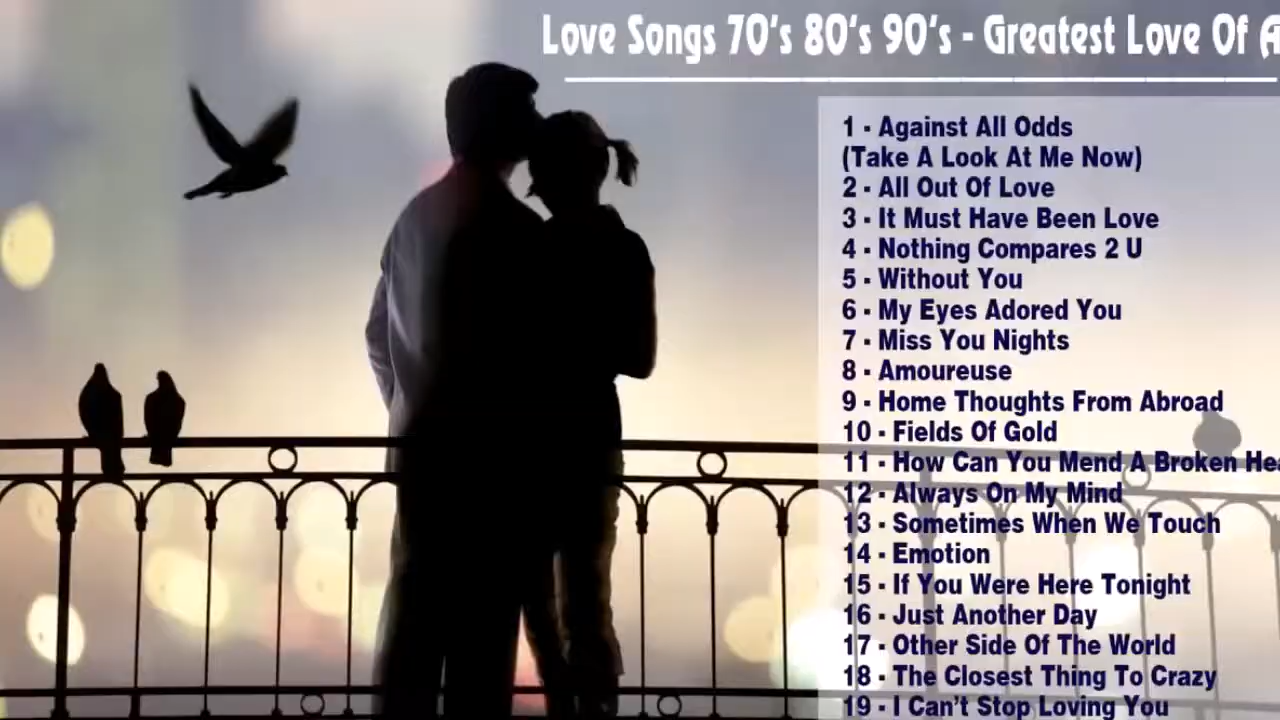 Love Songs 70's 80's 90's - Greatest Love Of
1 - Against All Odds
(Take A Look At Me Now)
2 - All Out Of Love
3 - It Must Have Been Love
4 - Nothing Compares 2 U
5 - Without You
6 - My Eyes Adored You
7 - Miss You Nights
8 - Amoureuse
9 - Home Thoughts From Abroad
10 - Fields Of Gold
11 - How Can You Mend A Broken
12 - Always On My Mind
13 - Sometimes When We Touch
14 - Emotion
15 - If You Were Here Tonight
16 - Just Another Day
17 - Other Side Of The World
18 - The Closest Thing To Crazy
19 - I Can't Stop Loving You